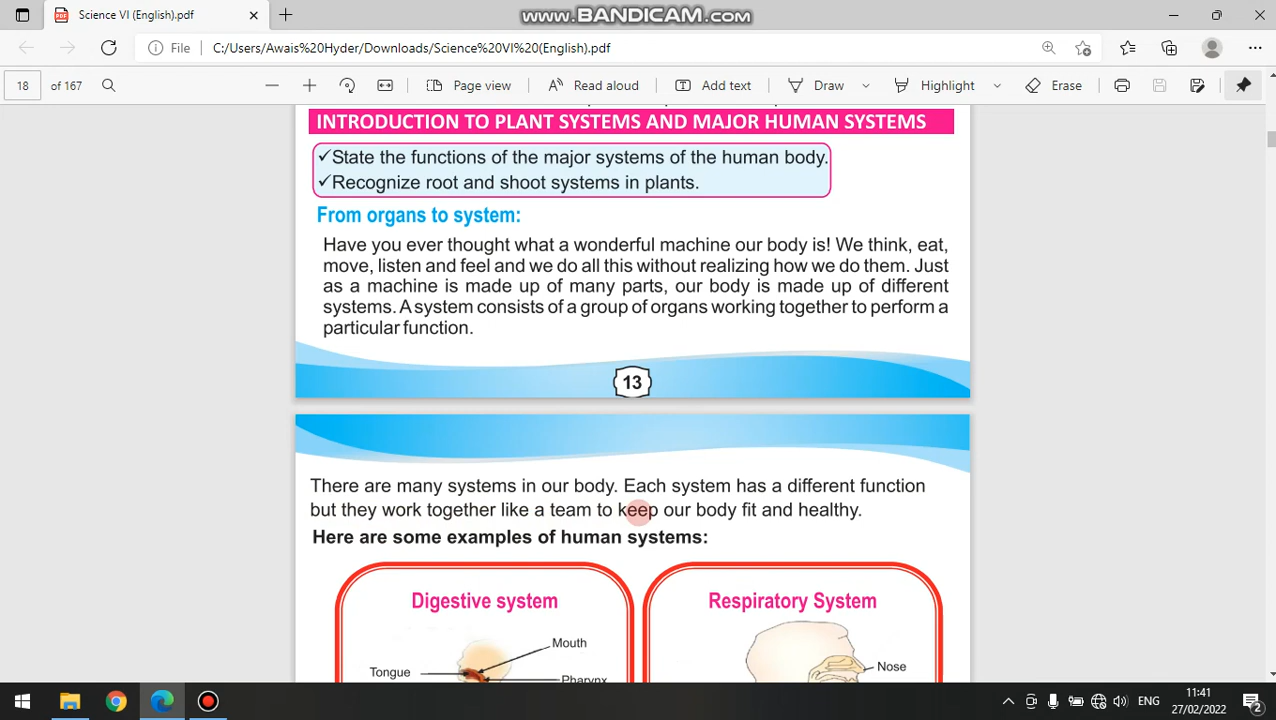 Science VI (English).pdf
www.BANDICAM.com
File
C:/Users/Awais%20Hyder/Downloads/Science%20VI%20(English).pdf
18 of 167
Page view
Read aloud
Add text
Draw
Highlight
Erase
INTRODUCTION TO PLANT SYSTEMS AND MAJOR HUMAN SYSTEMS
✓State the functions of the major systems of the human body.
✓Recognize root and shoot systems in plants.
From organs to system:
Have you ever thought what a wonderful machine our body is! We think, eat,
move, listen and feel and we do all this without realizing how we do them. Just
as a machine is made up of many parts, our body is made up of different
systems. A system consists of a group of organs working together to perform a
particular function.
13
There are many systems in our body. Each system has a different function
but they work together like a team to keep our body fit and healthy.
Here are some examples of human systems:
Digestive system
Respiratory System
Mouth
Nose
Tongue
Pharynx
ENG
11:41
27/02/2022
2